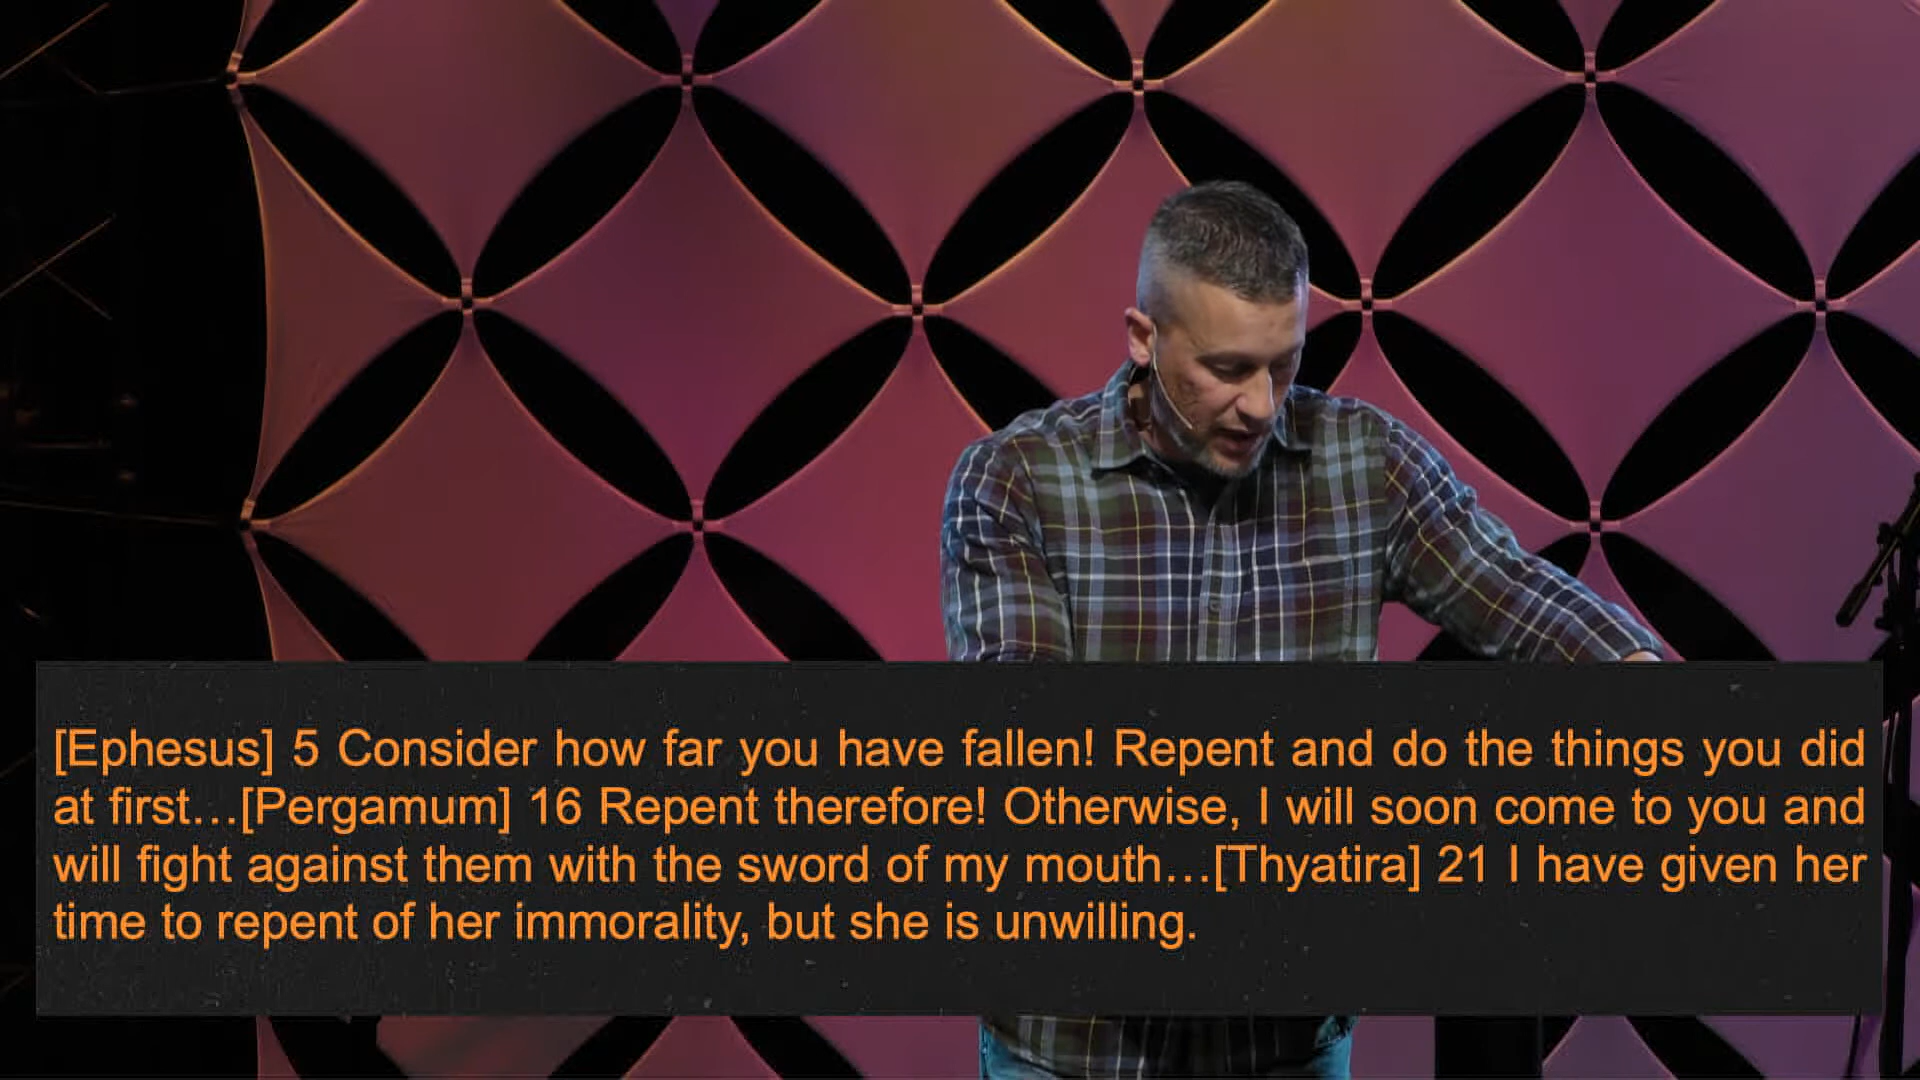 [Ephesus] 5 Consider how far you have fallen! Repent and do the things you did
at first…[Pergamum] 16 Repent therefore! Otherwise, I will soon come to you and
will fight against them with the sword of my mouth…[Thyatira] 21 I have given her
time to repent of her immorality, but she is unwilling.